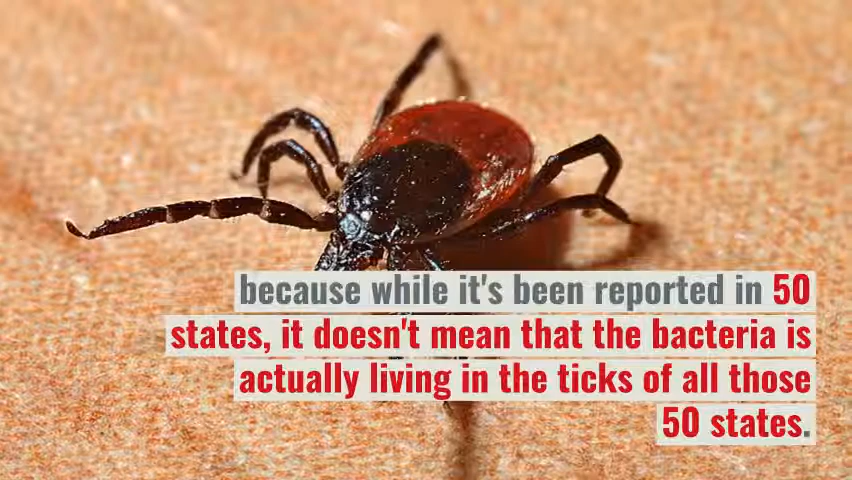 because while it's been reported in 50
states, it doesn't mean that the bacteria is
actually living in the ticks of all those
50 states.